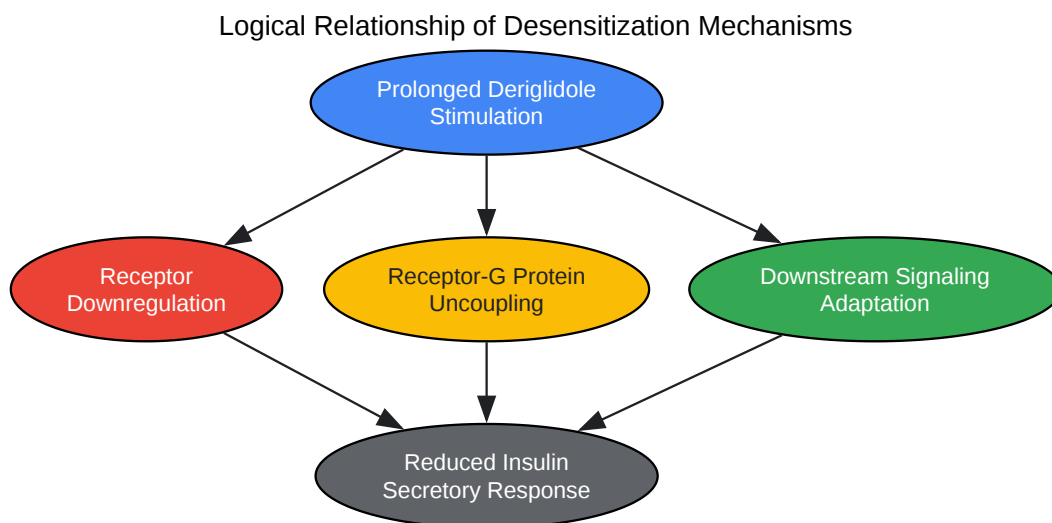 Logical Relationship of Desensitization Mechanisms
Prolonged Deriglidole
Stimulation
Receptor
Downregulation
Receptor-G Protein
Uncoupling
Downstream Signaling
Adaptation
Reduced Insulin
Secretory Response